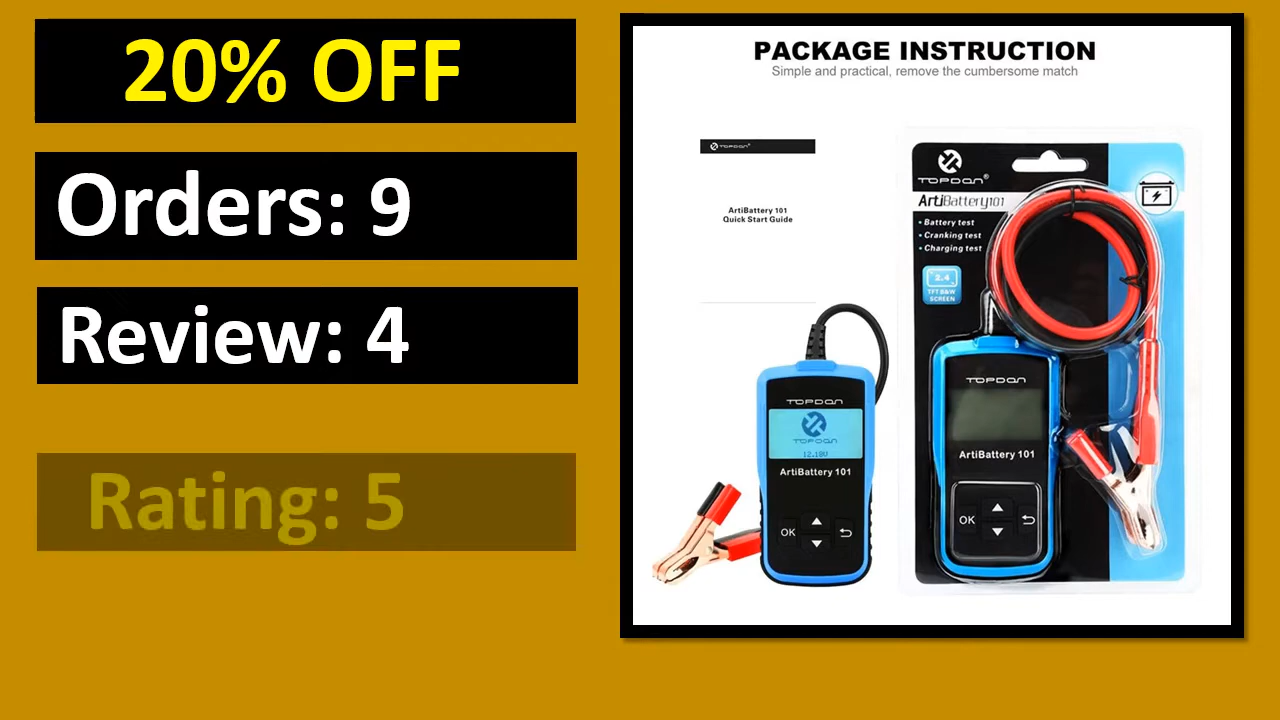 20% OFF
Orders: 9
Review: 4
Rating: 5
PACKAGE INSTRUCTION
Simple and practical, remove the cumbersome match
TOPDON®
ArtiBattery 101
Quick Start Guide
TOPDON
TOPDON
12.18V
ArtiBattery 101
OK
TOPDON®
ArtiBattery101
• Battery test
• Cranking test
• Charging test
2.4
TFT B&W
SCREEN
TOPDON
ArtiBattery 101
OK